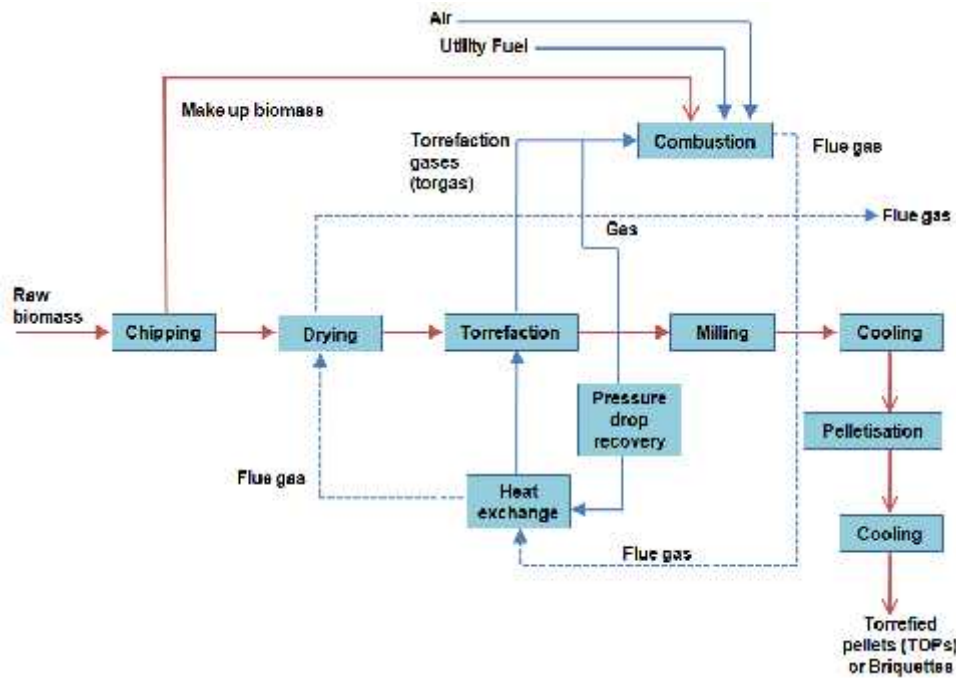 Air
Utility Fuel
Make up biomass
Torrefaction
gases
(torgas)
Combustion
Flue gas
Flue gas
Gas
Raw
biomass
Chipping
Drying
Torrefaction
Milling
Cooling
Pressure
drop
recovery
Pelletisation
Flue gas
Heat
exchange
Cooling
Flue gas
Torrefied
pellets (TOPs)
or Briquettes